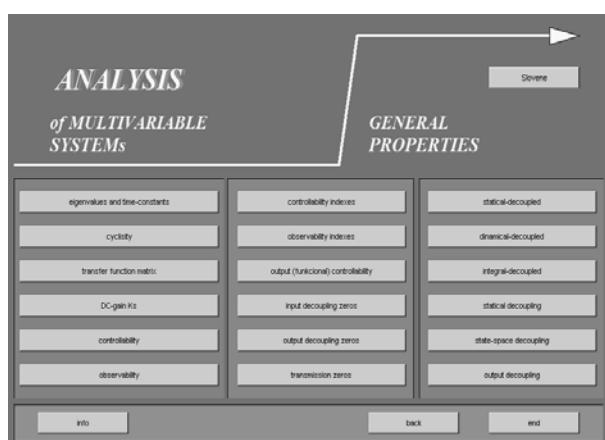 ANALYSIS
of MULTIVARIABLE
SYSTEMs
Slovene
GENERAL
PROPERTIES
eigenvalues and time-constants
cyclisity
transfer function matrix
DC-gain Ks
controllability
observability
controllability indexes
observability indexes
output (funkcional) controllability
input decoupling zeros
output decoupling zeros
transmission zeros
statical-decoupled
dinamical-decoupled
integral-decoupled
statical decoupling
state-space decoupling
output decoupling
info
back
end